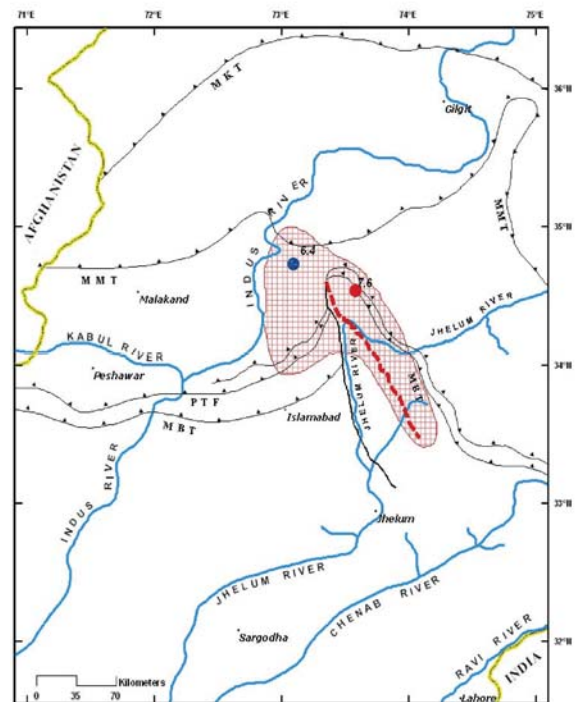 71°E 72°E 73°E 74°E 75°E
MKT
Gilgit
36°N
AFGHANISTAN
INDUS RIVER
MMT
35°N
6.4
7.6
MMT
Malakand
JHELUM RIVER
KABUL RIVER
34°N
Peshawar
JHELUM RIVER
MBT
PTF
Islamabad
MBT
INDUS RIVER
33°N
Jhelum
JHELUM RIVER
CHENAB RIVER
Sargodha
32°N
RAVI RIVER
INDIA
Kilometers
0 35 70
Lahore